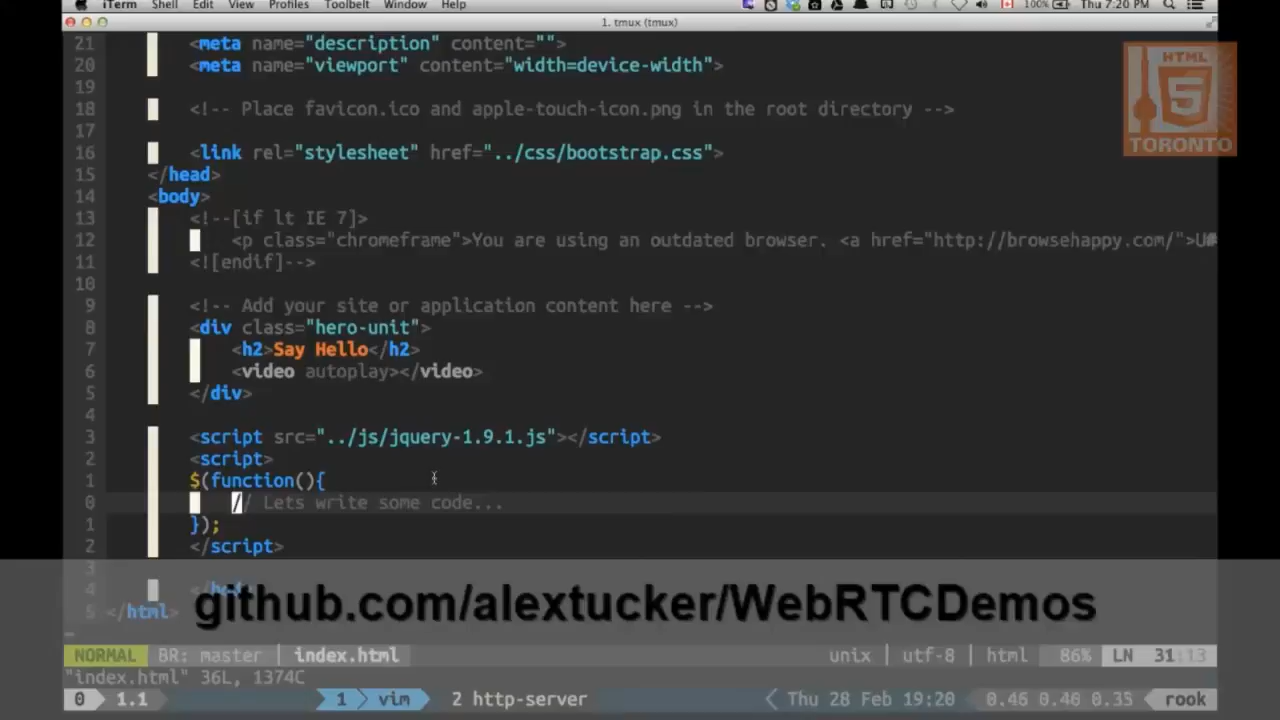 iTerm Shell Edit View Profiles Toolbelt Window Help 100% Thu 7:20 PM
1. tmux (tmux)
21 <meta name="description" content="">
20 <meta name="viewport" content="width=device-width">
19
18 <!-- Place favicon.ico and apple-touch-icon.png in the root directory -->
17
16 <link rel="stylesheet" href="../css/bootstrap.css">
15 </head>
14 <body>
13 <!--[if lt IE 7]>
12 <p class="chromeframe">You are using an outdated browser. <a href="http://browsehappy.com/">U#
11 <![endif]-->
10
9 <!-- Add your site or application content here -->
8 <div class="hero-unit">
7 <h2>Say Hello</h2>
6 <video autoplay></video>
5 </div>
4
3 <script src="../js/jquery-1.9.1.js"></script>
2 <script>
1 $(function(){
0 // Lets write some code...
1 });
2 </script>
3
4
5 </html>
HTML
5
TORONTO
github.com/alextucker/WebRTCDemos
NORMAL BR: master index.html unix utf-8 html 86% LN 31:13
"index.html" 36L, 1374C
0 1.1 1 vim 2 http-server Thu 28 Feb 19:20 0.46 0.46 0.35 rook